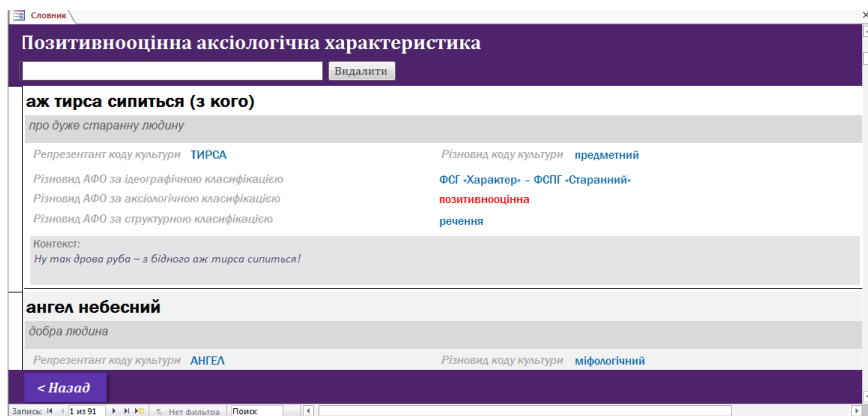 Словник
Позитивнооцінна аксіологічна характеристика
Видалити
аж тирса сипиться (з кого)
про дуже старанну людину
Репрезентант коду культури ТИРСА Різновид коду культури предметний
Різновид АФО за ідеографічною класифікацією ФСГ «Характер» – ФСПГ «Старанний»
Різновид АФО за аксіологічною класифікацією позитивнооцінна
Різновид АФО за структурною класифікацією речення
Контекст:
Ну так дрова руба – з бідного аж тирса сипиться!
ангел небесний
добра людина
Репрезентант коду культури АНГЕЛ Різновид коду культури міфологічний
< Назад
Запись: 1 из 91 Нет фильтра Поиск